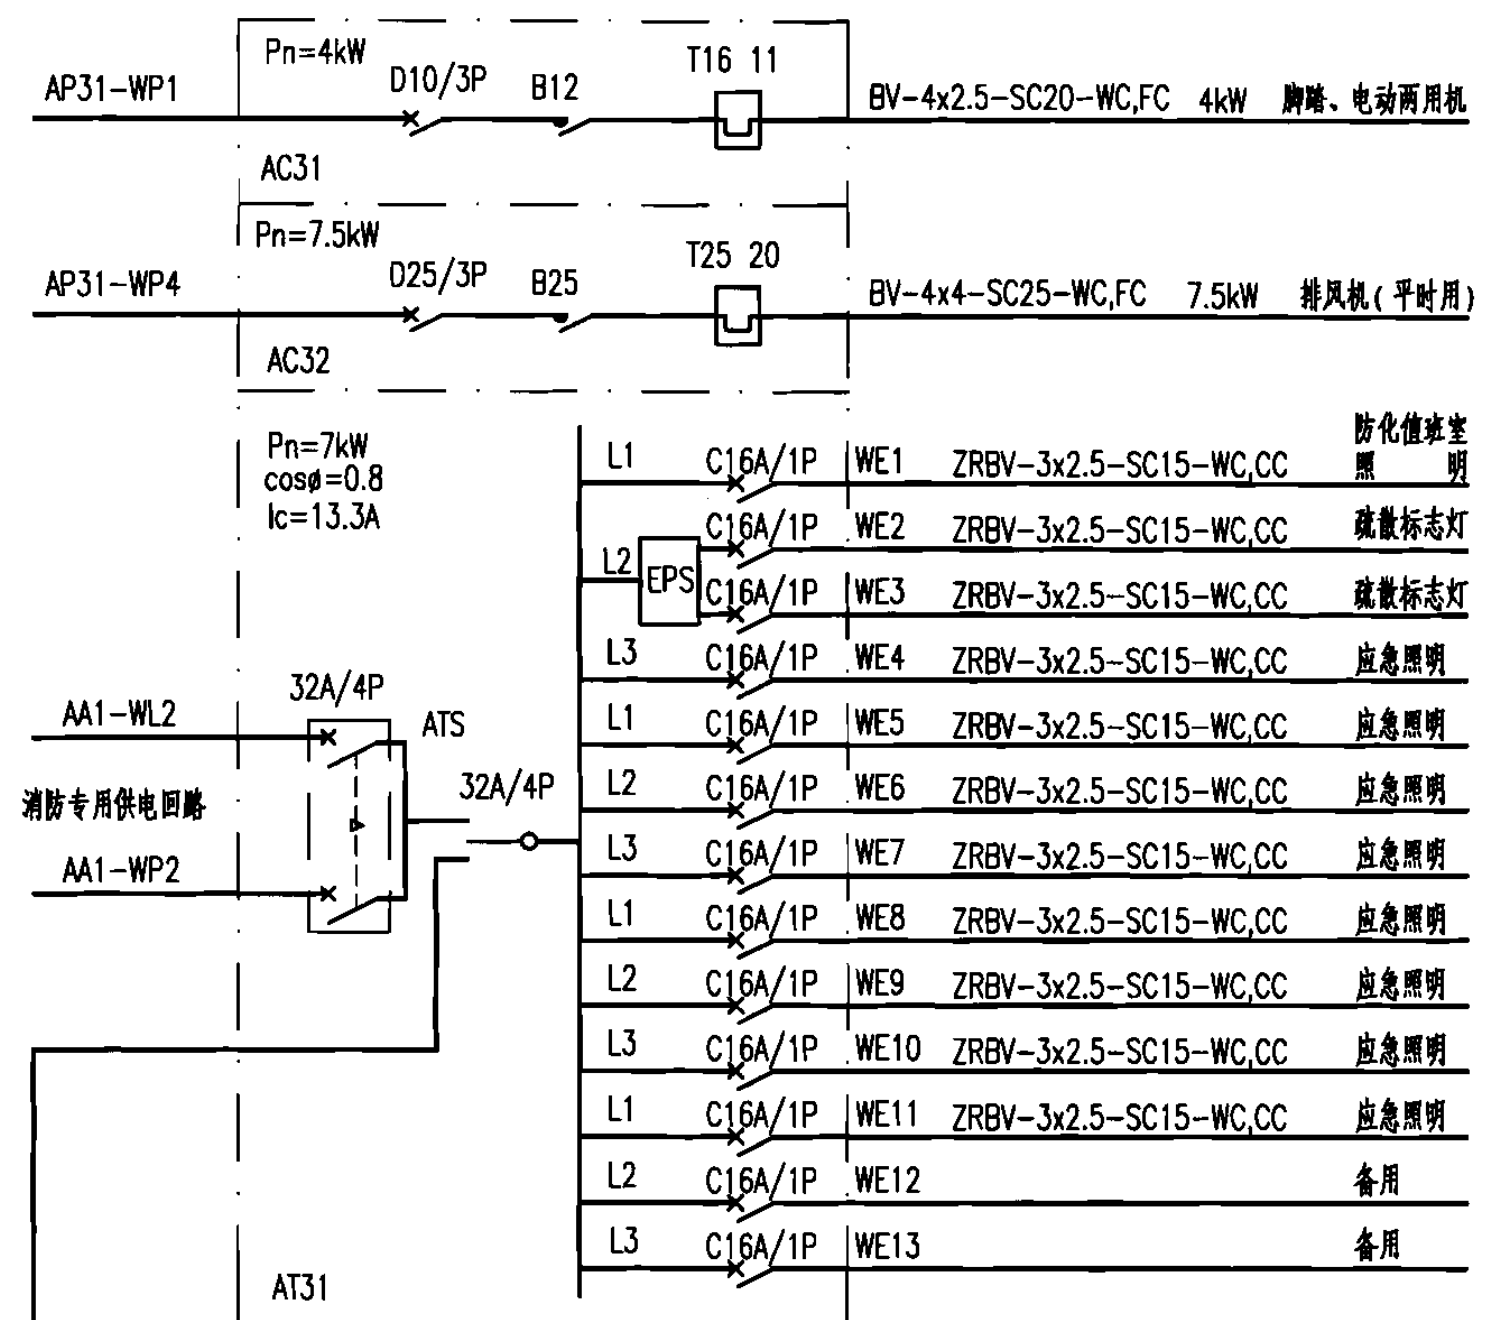 Pn=4kW
AP31-WP1 D10/3P B12 T16 11 BV-4x2.5-SC20-WC,FC 4kW 脚踏、电动两用机
AC31
Pn=7.5kW
AP31-WP4 D25/3P B25 T25 20 BV-4x4-SC25-WC,FC 7.5kW 排风机(平时用)
AC32
Pn=7kW
cosø=0.8
Ic=13.3A
防化值班室
L1 C16A/1P WE1 ZRBV-3x2.5-SC15-WC,CC 照 明
C16A/1P WE2 ZRBV-3x2.5-SC15-WC,CC 疏散标志灯
L2 EPS
C16A/1P WE3 ZRBV-3x2.5-SC15-WC,CC 疏散标志灯
L3 C16A/1P WE4 ZRBV-3x2.5-SC15-WC,CC 应急照明
32A/4P
AA1-WL2 ATS
L1 C16A/1P WE5 ZRBV-3x2.5-SC15-WC,CC 应急照明
32A/4P
L2 C16A/1P WE6 ZRBV-3x2.5-SC15-WC,CC 应急照明
消防专用供电回路
L3 C16A/1P WE7 ZRBV-3x2.5-SC15-WC,CC 应急照明
AA1-WP2
L1 C16A/1P WE8 ZRBV-3x2.5-SC15-WC,CC 应急照明
L2 C16A/1P WE9 ZRBV-3x2.5-SC15-WC,CC 应急照明
L3 C16A/1P WE10 ZRBV-3x2.5-SC15-WC,CC 应急照明
L1 C16A/1P WE11 ZRBV-3x2.5-SC15-WC,CC 应急照明
L2 C16A/1P WE12 备用
L3 C16A/1P WE13 备用
AT31